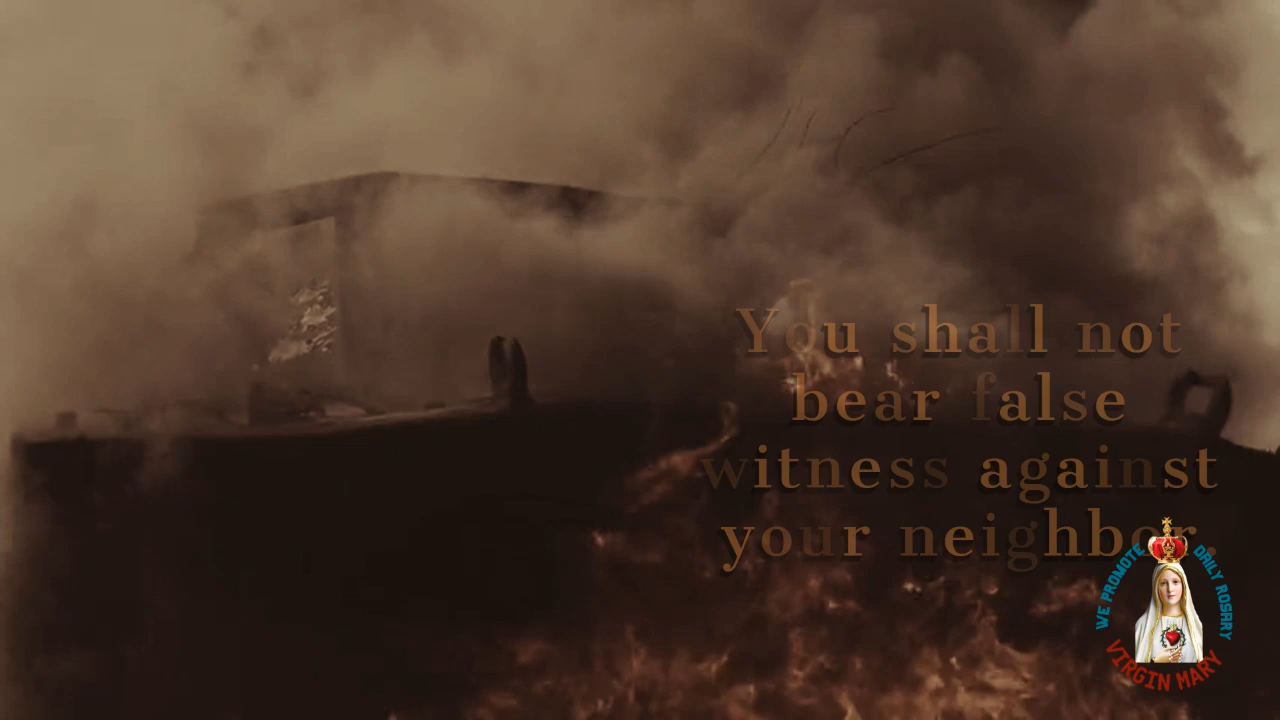 You shall not
bear false
witness against
your neighbor.
WE PROMOTE DAILY ROSARY
VIRGIN MARY